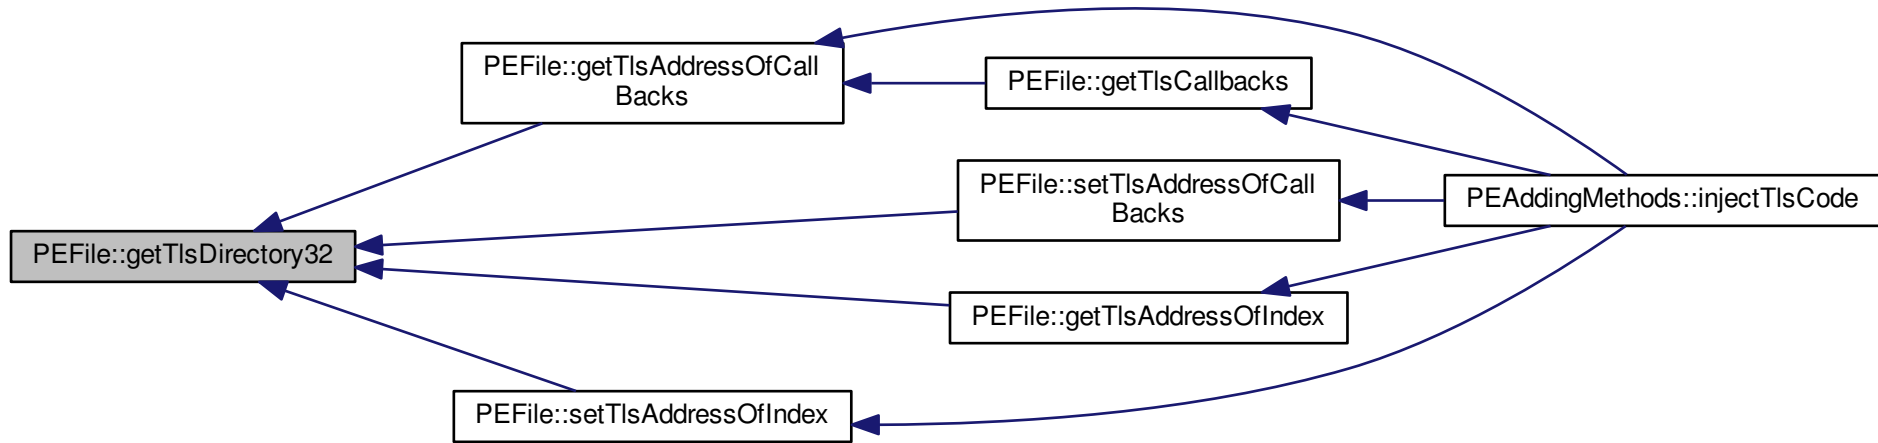 PEFile::getTlsAddressOfCall
Backs
PEFile::getTlsCallbacks
PEFile::setTlsAddressOfCall
Backs
PEAddingMethods::injectTlsCode
PEFile::getTlsDirectory32
PEFile::getTlsAddressOfIndex
PEFile::setTlsAddressOfIndex